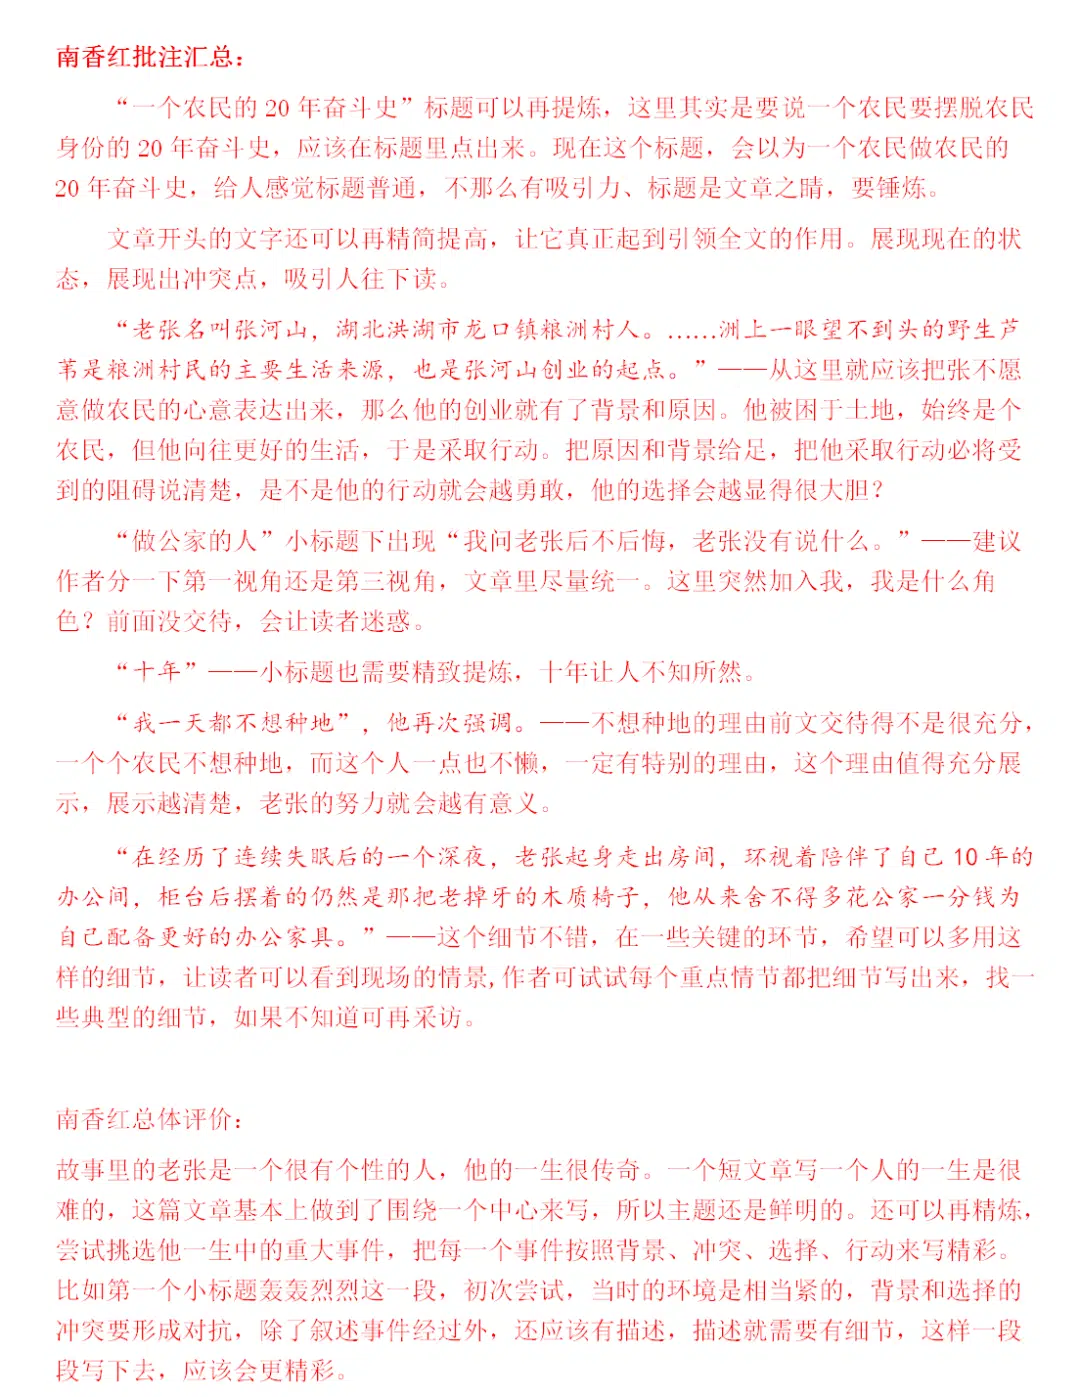 南香红批注汇总：
“一个农民的 20 年奋斗史”标题可以再提炼，这里其实是要说一个农民要摆脱农民
身份的 20 年奋斗史，应该在标题里点出来。现在这个标题，会以为一个农民做农民的
20 年奋斗史，给人感觉标题普通，不那么有吸引力、标题是文章之睛，要锤炼。
文章开头的文字还可以再精简提高，让它真正起到引领全文的作用。展现现在的状
态，展现出冲突点，吸引人往下读。
“老张名叫张河山，湖北洪湖市龙口镇粮洲村人。……洲上一眼望不到头的野生芦
苇是粮洲村民的主要生活来源，也是张河山创业的起点。”——从这里就应该把张不愿
意做农民的心意表达出来，那么他的创业就有了背景和原因。他被困于土地，始终是个
农民，但他向往更好的生活，于是采取行动。把原因和背景给足，把他采取行动必将受
到的阻碍说清楚，是不是他的行动就会越勇敢，他的选择会越显得很大胆？
“做公家的人”小标题下出现“我问老张后不后悔，老张没有说什么。”——建议
作者分一下第一视角还是第三视角，文章里尽量统一。这里突然加入我，我是什么角
色？前面没交待，会让读者迷惑。
“十年”——小标题也需要精致提炼，十年让人不知所然。
“我一天都不想种地”，他再次强调。——不想种地的理由前文交待得不是很充分，
一个个农民不想种地，而这个人一点也不懒，一定有特别的理由，这个理由值得充分展
示，展示越清楚，老张的努力就会越有意义。
“在经历了连续失眠后的一个深夜，老张起身走出房间，环视着陪伴了自己 10 年的
办公间，柜台后摆着的仍然是那把老掉牙的木质椅子，他从来舍不得多花公家一分钱为
自己配备更好的办公家具。”——这个细节不错，在一些关键的环节，希望可以多用这
样的细节，让读者可以看到现场的情景,作者可试试每个重点情节都把细节写出来，找一
些典型的细节，如果不知道可再采访。
南香红总体评价：
故事里的老张是一个很有个性的人，他的一生很传奇。一个短文章写一个人的一生是很
难的，这篇文章基本上做到了围绕一个中心来写，所以主题还是鲜明的。还可以再精炼，
尝试挑选他一生中的重大事件，把每一个事件按照背景、冲突、选择、行动来写精彩。
比如第一个小标题轰轰烈烈这一段，初次尝试，当时的环境是相当紧的，背景和选择的
冲突要形成对抗，除了叙述事件经过外，还应该有描述，描述就需要有细节，这样一段
段写下去，应该会更精彩。